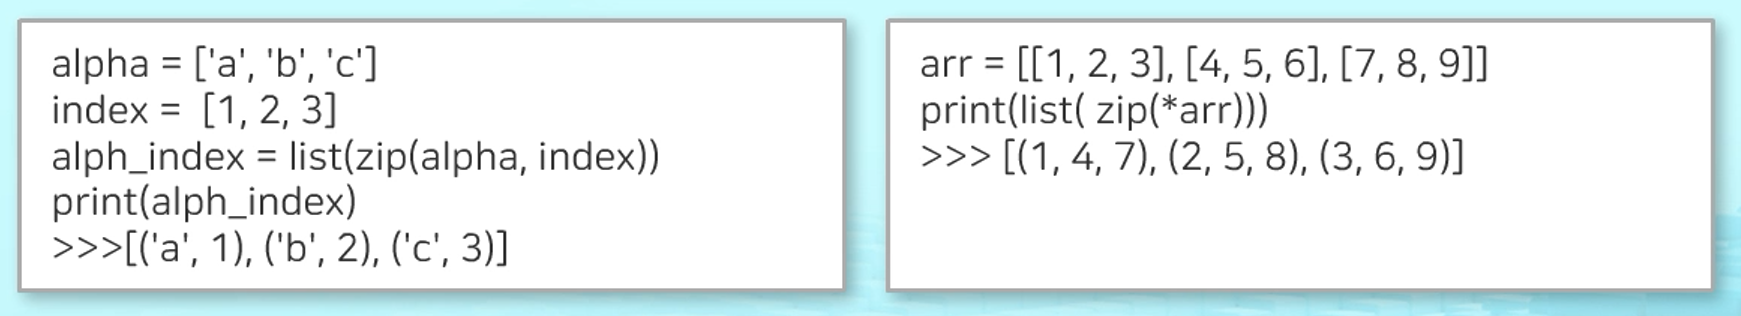 alpha = ['a', 'b', 'c']
index =  [1, 2, 3]
alph_index = list(zip(alpha, index))
print(alph_index)
>>>[('a', 1), ('b', 2), ('c', 3)]
arr = [[1, 2, 3], [4, 5, 6], [7, 8, 9]]
print(list( zip(*arr)))
>>> [(1, 4, 7), (2, 5, 8), (3, 6, 9)]